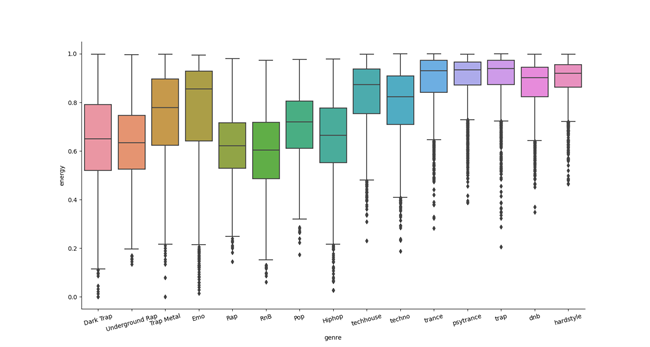 1.0
0.8
0.6
0.4
0.2
0.0
energy
Dark Trap Underground Rap Trap Metal Emo Rap RnB Pop Hiphop techhouse techno trance psytrance trap dnb hardstyle
genre